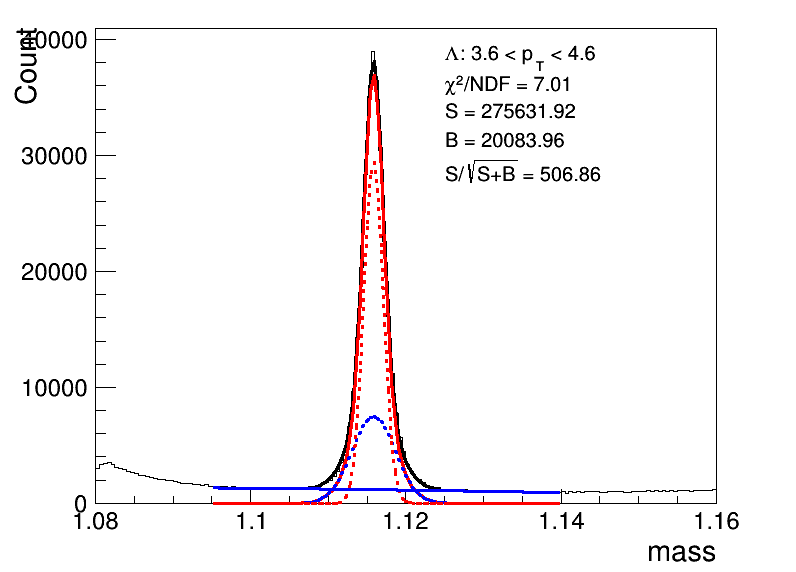 Count
40000
30000
20000
10000
0
Λ: 3.6 < p_T < 4.6
χ²/NDF = 7.01
S = 275631.92
B = 20083.96
S/√S+B = 506.86
1.08 1.1 1.12 1.14 1.16
mass